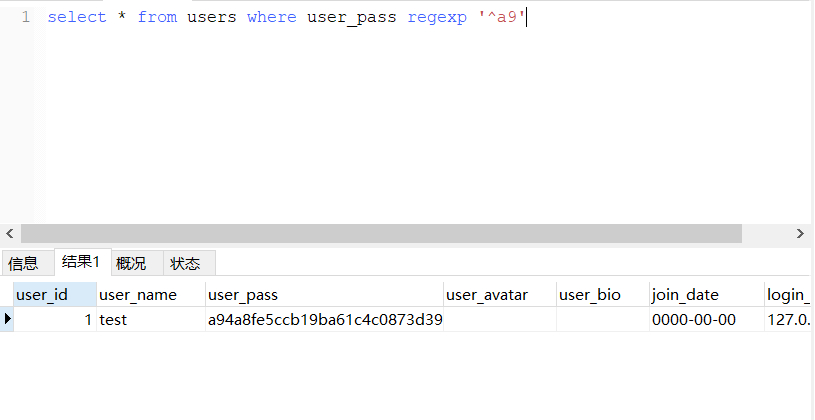 1 select * from users where user_pass regexp '^a9'
信息 结果1 概况 状态
user_id user_name user_pass user_avatar user_bio join_date login_
1 test a94a8fe5ccb19ba61c4c0873d39 0000-00-00 127.0.